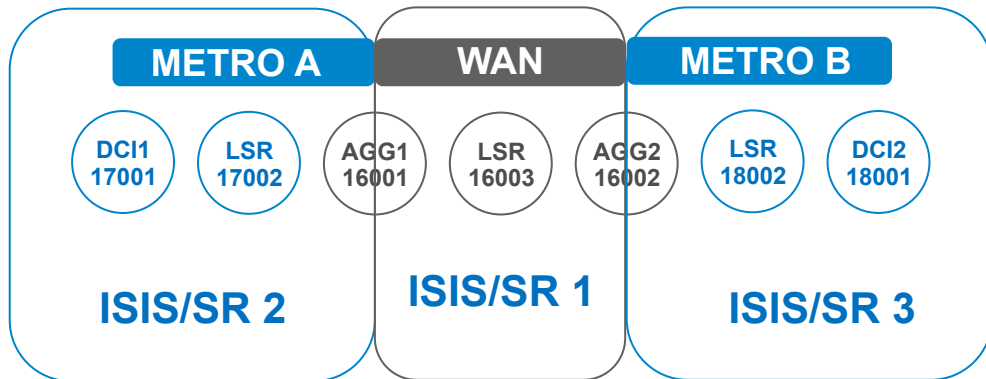 METRO A
WAN
METRO B
DCI1
17001
LSR
17002
AGG1
16001
LSR
16003
AGG2
16002
LSR
18002
DCI2
18001
ISIS/SR 2
ISIS/SR 1
ISIS/SR 3